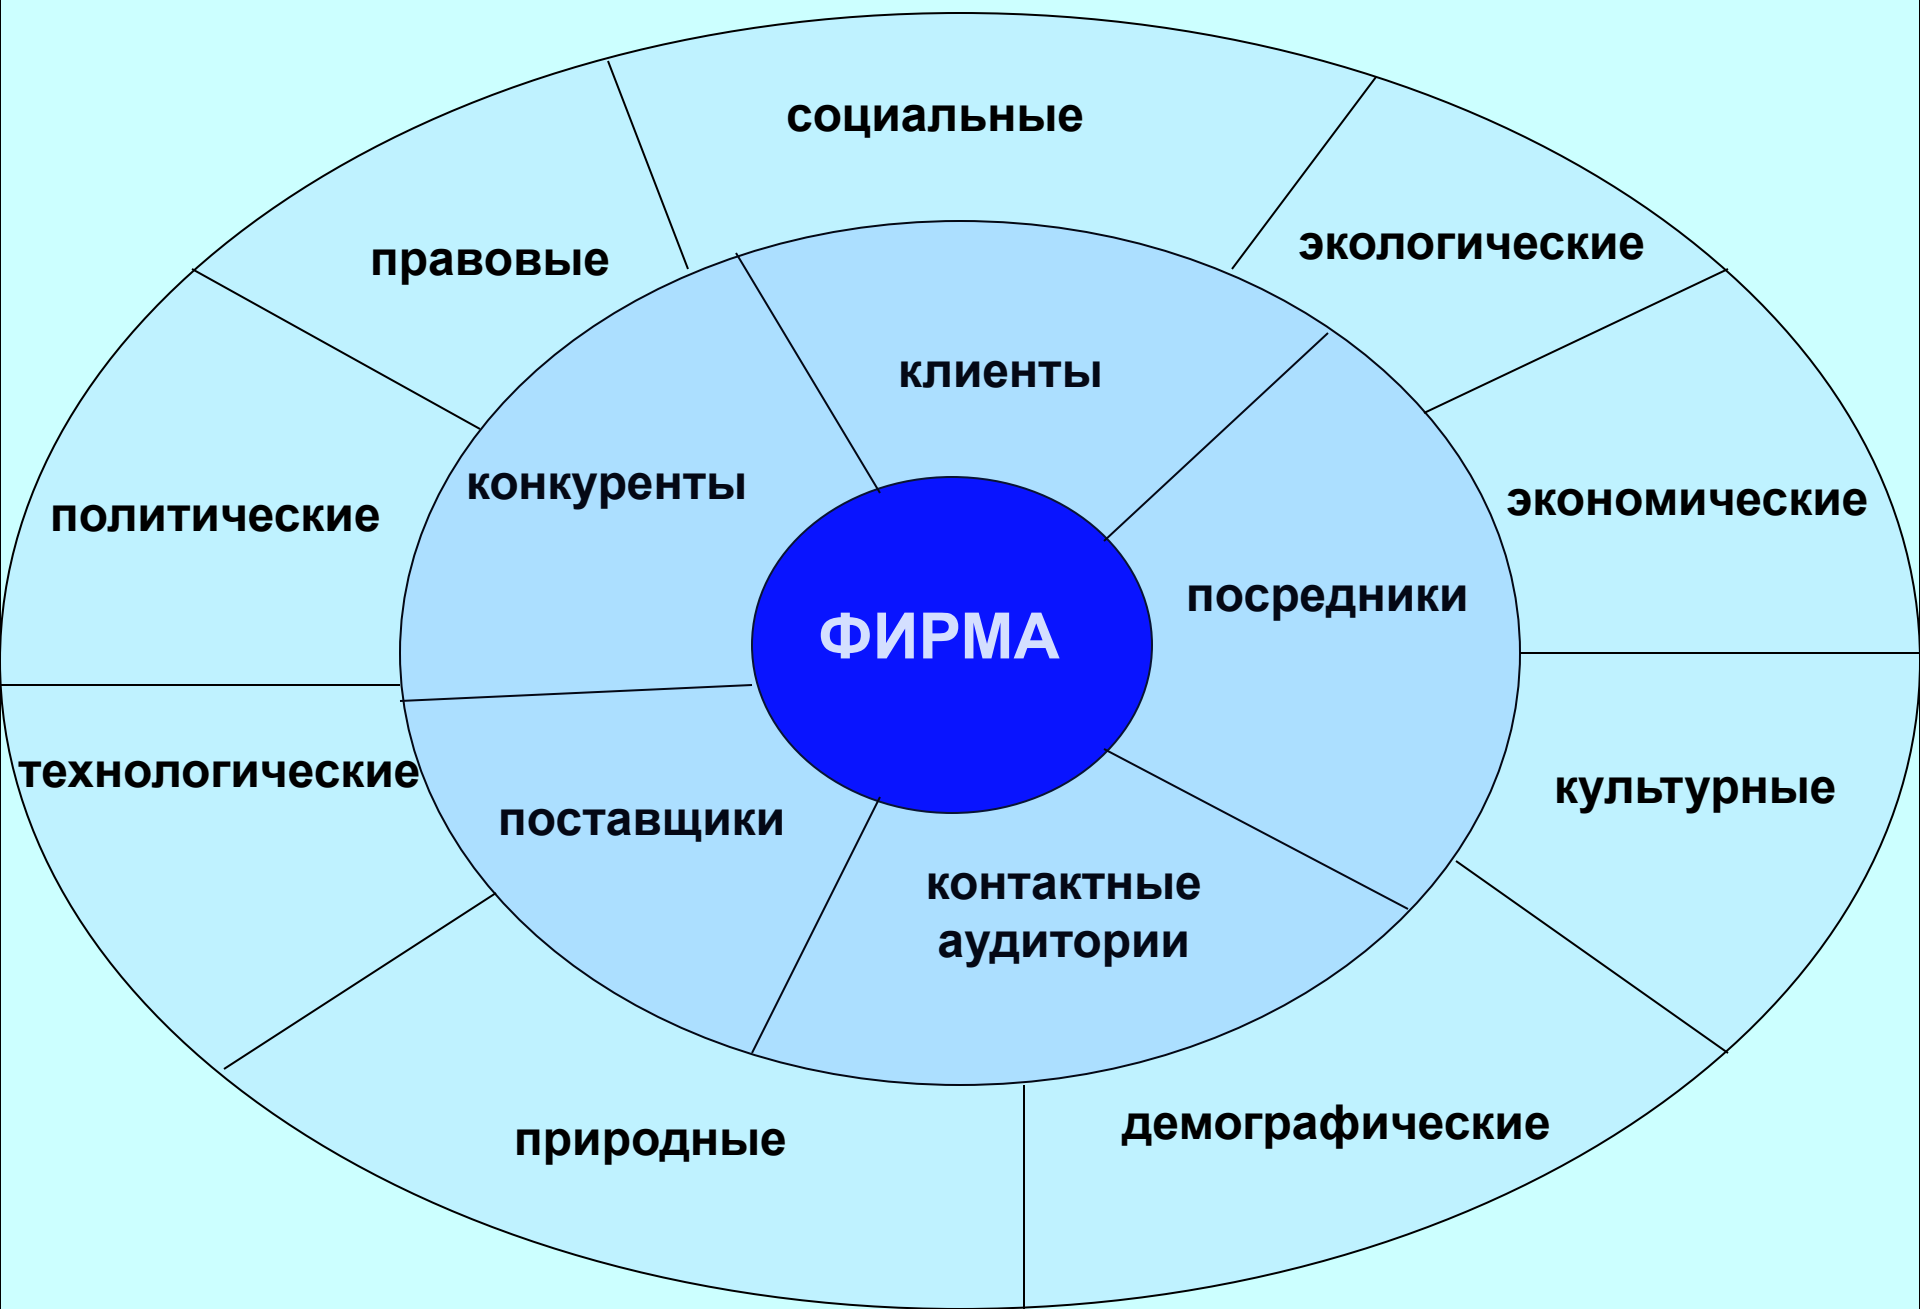 социальные
экологические
правовые
клиенты
конкуренты
экономические
политические
посредники
ФИРМА
технологические
культурные
поставщики
контактные
аудитории
демографические
природные